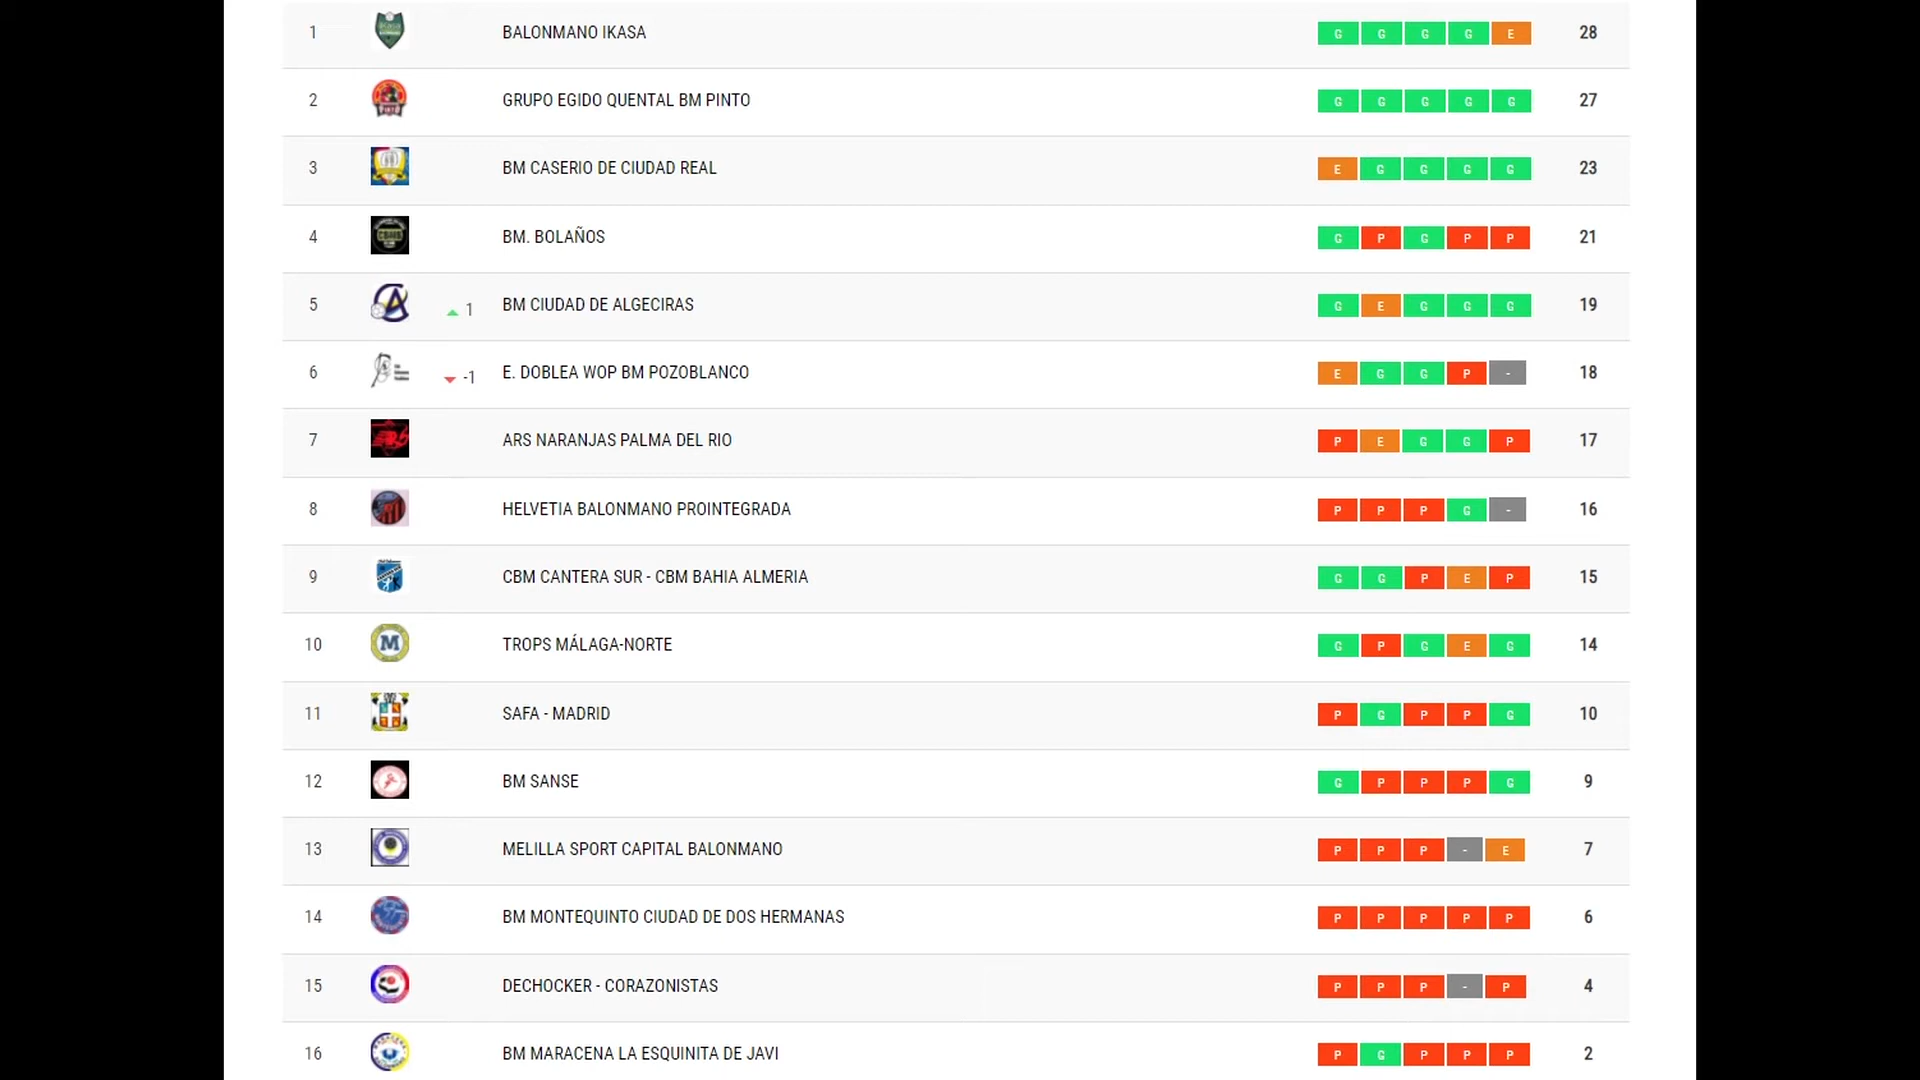 1 BALONMANO IKASA G G G G E 28
2 GRUPO EGIDO QUENTAL BM PINTO G G G G G 27
3 BM CASERIO DE CIUDAD REAL E G G G G 23
4 BM. BOLAÑOS G P G P P 21
5 1 BM CIUDAD DE ALGECIRAS G E G G G 19
6 -1 E. DOBLEA WOP BM POZOBLANCO E G G P - 18
7 ARS NARANJAS PALMA DEL RIO P E G G P 17
8 HELVETIA BALONMANO PROINTEGRADA P P P G - 16
9 CBM CANTERA SUR - CBM BAHIA ALMERIA G G P E P 15
10 M TROPS MÁLAGA-NORTE G P G E G 14
11 SAFA - MADRID P G P P G 10
12 BM SANSE G P P P G 9
13 MELILLA SPORT CAPITAL BALONMANO P P P - E 7
14 BM MONTEQUINTO CIUDAD DE DOS HERMANAS P P P P P 6
15 DECHOCKER - CORAZONISTAS P P P - P 4
16 BM MARACENA LA ESQUINITA DE JAVI P G P P P 2